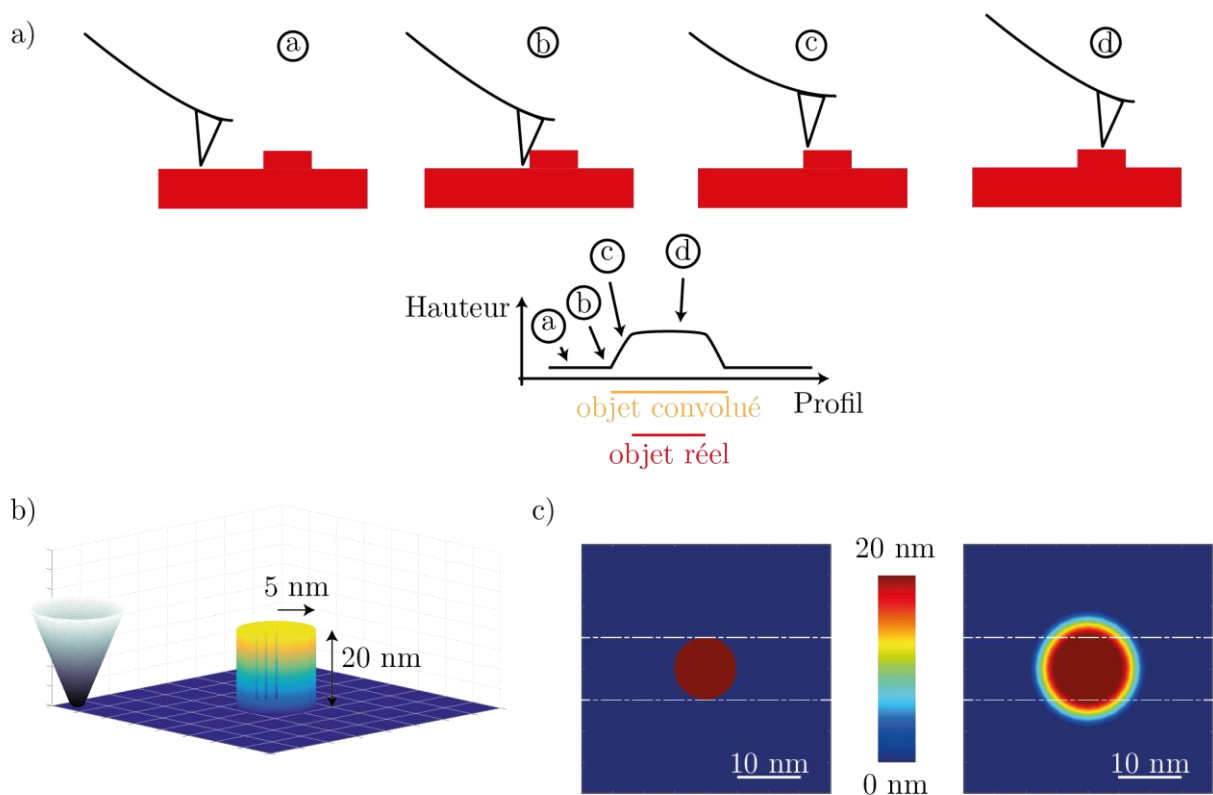 a)
ⓐ
ⓑ
ⓒ
ⓓ
Hauteur
ⓐ
ⓑ
ⓒ
ⓓ
Profil
objet convolué
objet réel
b)
5 nm
20 nm
c)
20 nm
0 nm
10 nm
10 nm